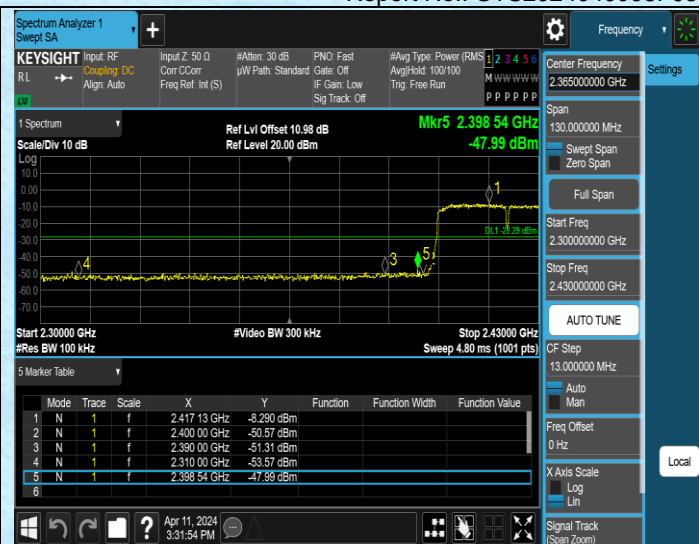 Spectrum Analyzer 1
Swept SA
+
Frequency
KEYSIGHT
RL
LNI
Input: RF
Coupling: DC
Align: Auto
Input Z: 50 Ω
Corr CCorr
Freq Ref: Int (S)
#Atten: 30 dB
µW Path: Standard
PNO: Fast
Gate: Off
IF Gain: Low
Sig Track: Off
#Avg Type: Power (RMS
Avg|Hold: 100/100
Trig: Free Run
1 2 3 4 5 6
M W W W W W
P P P P P P
1 Spectrum
Scale/Div 10 dB
Ref Lvl Offset 10.98 dB
Ref Level 20.00 dBm
Mkr5 2.398 54 GHz
-47.99 dBm
Log
10.0
0.00
-10.0
-20.0
-30.0
-40.0
-50.0
-60.0
-70.0
1
3
4
5
Start 2.30000 GHz
#Res BW 100 kHz
#Video BW 300 kHz
Stop 2.43000 GHz
Sweep 4.80 ms (1001 pts)
5 Marker Table
Mode Trace Scale X Y Function Function Width Function Value
1 N 1 f 2.417 13 GHz -8.290 dBm
2 N 1 f 2.400 00 GHz -50.57 dBm
3 N 1 f 2.390 00 GHz -51.31 dBm
4 N 1 f 2.310 00 GHz -53.57 dBm
5 N 1 f 2.398 54 GHz -47.99 dBm
6
?
Apr 11, 2024
3:31:54 PM
Center Frequency
2.365000000 GHz
Span
130.000000 MHz
Swept Span
Zero Span
Full Span
Start Freq
2.300000000 GHz
Stop Freq
2.430000000 GHz
AUTO TUNE
CF Step
13.000000 MHz
Auto
Man
Freq Offset
0 Hz
X Axis Scale
Log
Lin
Signal Track
(Span Zoom)
Settings
Local